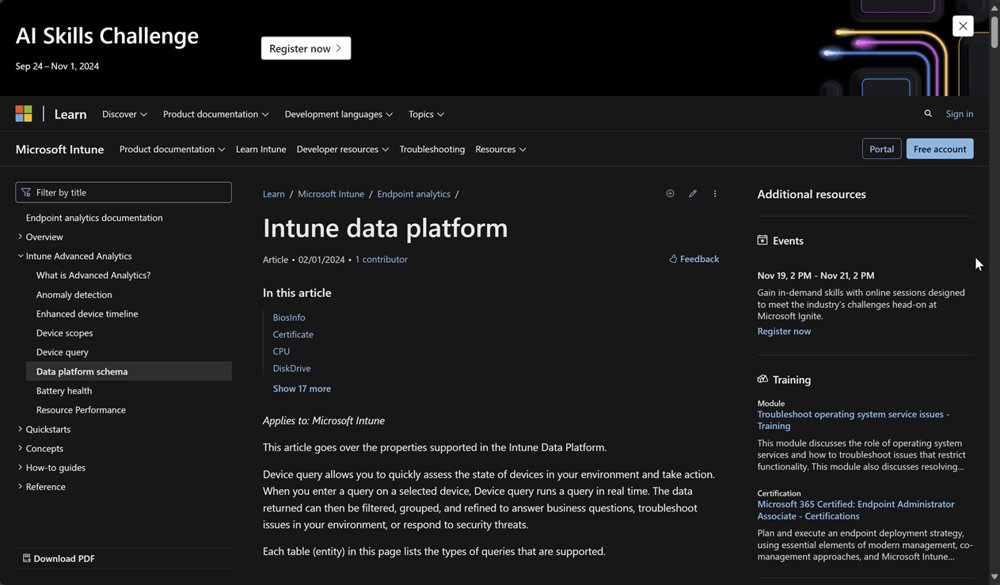 AI Skills Challenge
Register now
Sep 24 – Nov 1, 2024
Learn
Discover
Product documentation
Development languages
Topics
Sign in
Microsoft Intune
Product documentation
Learn Intune
Developer resources
Troubleshooting
Resources
Portal
Free account
Filter by title
Endpoint analytics documentation
Overview
Intune Advanced Analytics
What is Advanced Analytics?
Anomaly detection
Enhanced device timeline
Device scopes
Device query
Data platform schema
Battery health
Resource Performance
Quickstarts
Concepts
How-to guides
Reference
Download PDF
Learn / Microsoft Intune / Endpoint analytics /
Intune data platform
Article • 02/01/2024 • 1 contributor
Feedback
In this article
BiosInfo
Certificate
CPU
DiskDrive
Show 17 more
Applies to: Microsoft Intune
This article goes over the properties supported in the Intune Data Platform.
Device query allows you to quickly assess the state of devices in your environment and take action.
When you enter a query on a selected device, Device query runs a query in real time. The data
returned can then be filtered, grouped, and refined to answer business questions, troubleshoot
issues in your environment, or respond to security threats.
Each table (entity) in this page lists the types of queries that are supported.
Additional resources
Events
Nov 19, 2 PM - Nov 21, 2 PM
Gain in-demand skills with online sessions designed
to meet the industry's challenges head-on at
Microsoft Ignite.
Register now
Training
Module
Troubleshoot operating system service issues -
Training
This module discusses the role of operating system
services and how to troubleshoot issues that restrict
functionality. This module also discusses resolving...
Certification
Microsoft 365 Certified: Endpoint Administrator
Associate - Certifications
Plan and execute an endpoint deployment strategy,
using essential elements of modern management, co-
management approaches, and Microsoft Intune...